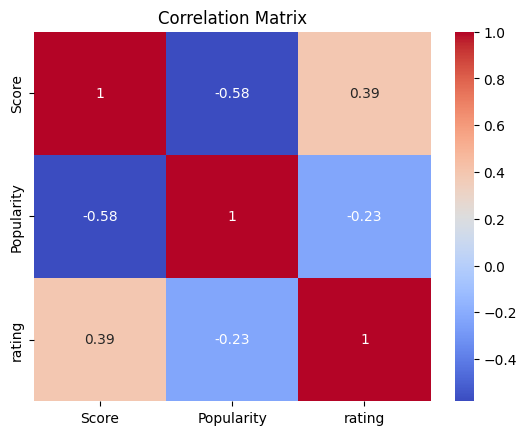 Correlation Matrix
Score
1
-0.58
0.39
Popularity
-0.58
1
-0.23
rating
0.39
-0.23
1
Score
Popularity
rating
1.0
0.8
0.6
0.4
0.2
0.0
−0.2
−0.4